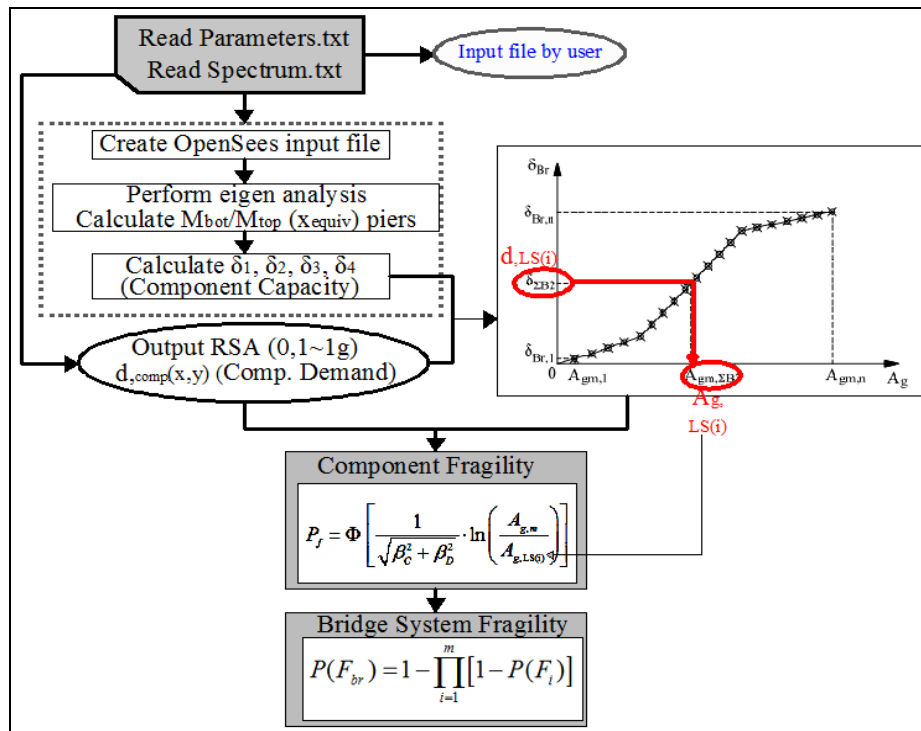 Read Parameters.txt
Read Spectrum.txt
Input file by user
Create OpenSees input file
Perform eigen analysis
Calculate Mbot/Mtop (xequiv) piers
Calculate δ1, δ2, δ3, δ4
(Component Capacity)
Output RSA (0,1~1g)
d,comp(x,y) (Comp. Demand)
δBr
δBr,n
d,LS(i)
δΣB2
δBr,1
0
Agm,1
Agm,ΣB2
Agm,n
Ag
Ag,
LS(i)
Component Fragility
Pf = Φ [ 1 / √(β²C + β²D) · ln( Ag,m / Ag,LS(i) ) ]
Bridge System Fragility
P(Fbr) = 1 − ∏ i=1 m [1 − P(Fi)]